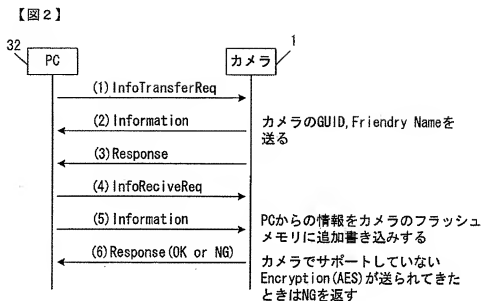 【図2】
32
PC
カメラ
1
(1)InfoTransferReq
(2)Information
カメラのGUID,Friendry Nameを
送る
(3)Response
(4)InfoReciveReq
(5)Information
PCからの情報をカメラのフラッシュ
メモリに追加書き込みする
(6)Response(OK or NG)
カメラでサポートしていない
Encryption(AES)が送られてきた
ときはNGを返す